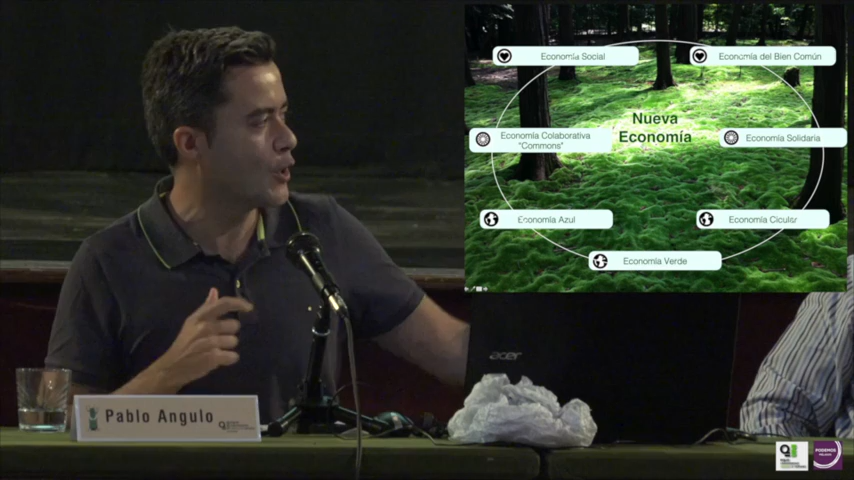 Economía Social
Economía del Bien Común
Nueva
Economía
Economía Colaborativa
"Commons"
Economía Solidaria
Economía Azul
Economía Cicular
Economía Verde
acer
Pablo Angulo
PODEMOS